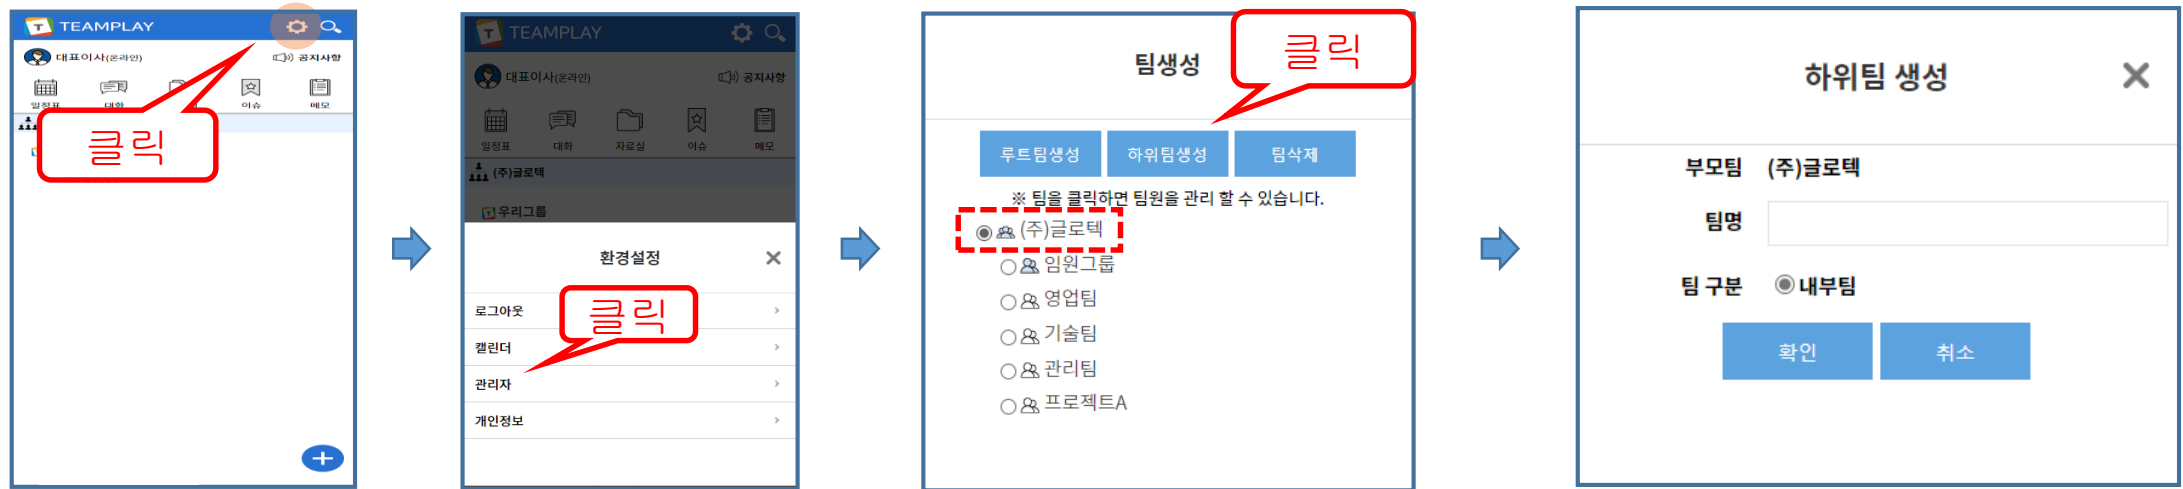 TEAMPLAY
대표이사(온라인)
공지사항
일정표
대화
이슈
메모
클릭
TEAMPLAY
대표이사(온라인)
공지사항
일정표
대화
자료실
이슈
메모
(주)글로텍
우리그룹
환경설정
로그아웃
캘린더
관리자
개인정보
클릭
팀생성
클릭
루트팀생성
하위팀생성
팀삭제
※ 팀을 클릭하면 팀원을 관리 할 수 있습니다.
(주)글로텍
임원그룹
영업팀
기술팀
관리팀
프로젝트A
하위팀 생성
부모팀 (주)글로텍
팀명
팀 구분 내부팀
확인
취소